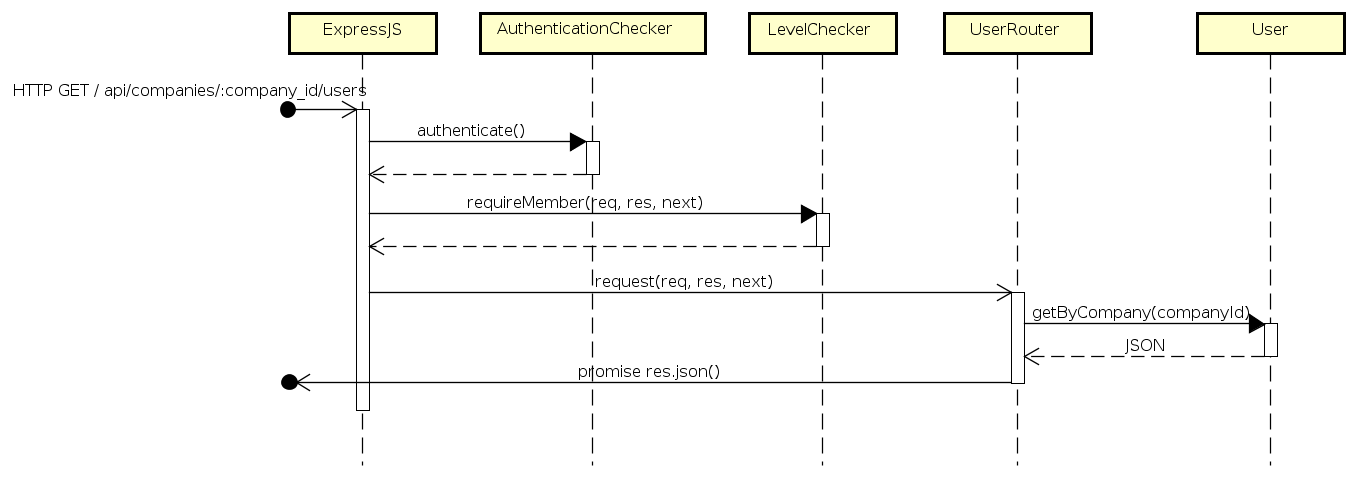 ExpressJS
AuthenticationChecker
LevelChecker
UserRouter
User
HTTP GET / api/companies/:company_id/users
authenticate()
requireMember(req, res, next)
request(req, res, next)
getByCompany(companyId)
JSON
promise res.json()